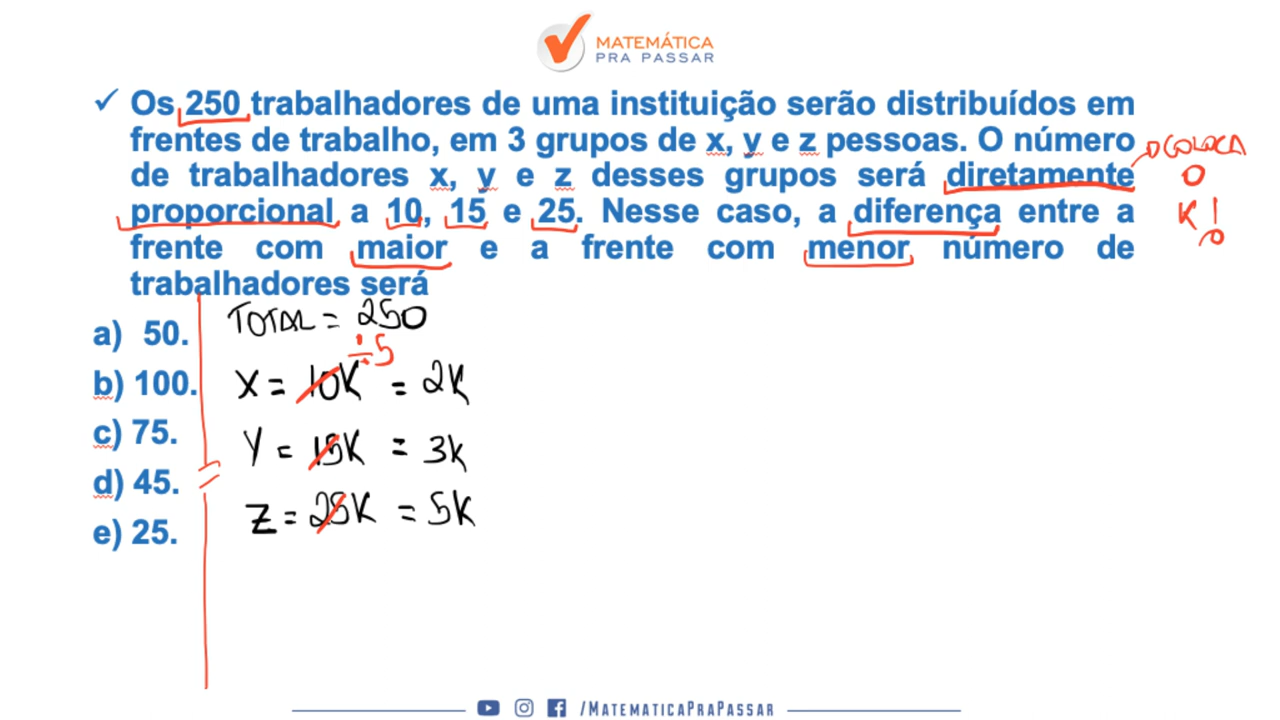 MATEMÁTICA
PRA PASSAR
✓ Os 250 trabalhadores de uma instituição serão distribuídos em
frentes de trabalho, em 3 grupos de x, y e z pessoas. O número
de trabalhadores x, y e z desses grupos será diretamente
proporcional a 10, 15 e 25. Nesse caso, a diferença entre a
frente com maior e a frente com menor número de
trabalhadores será
COLOCA
O
K!
a) 50.
b) 100.
c) 75.
d) 45.
e) 25.
TOTAL = 250
÷5
X = 10K = 2K
Y = 15K = 3K
Z = 25K = 5K
/MATEMATICAPRAPASSAR